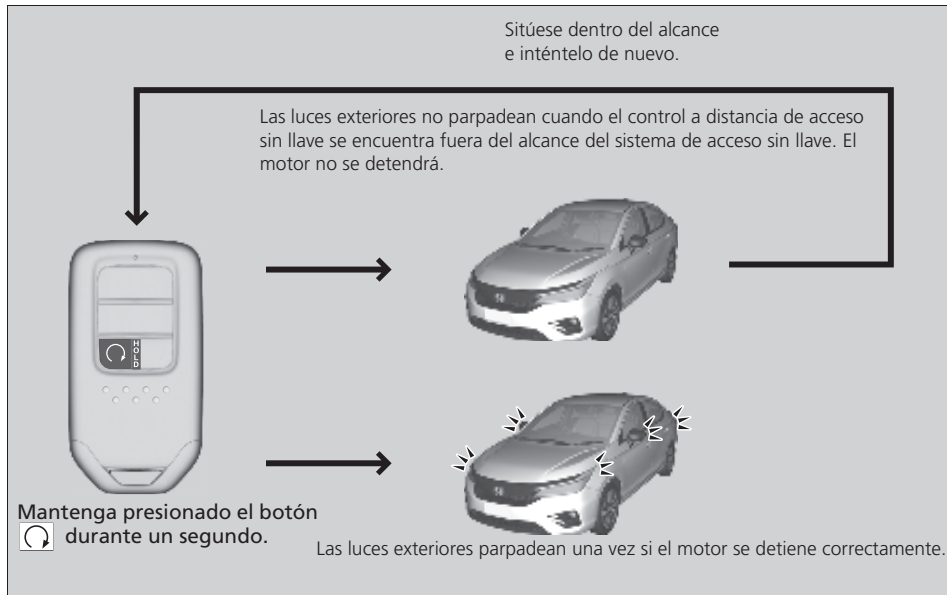 Sitúese dentro del alcance
e inténtelo de nuevo.
Las luces exteriores no parpadean cuando el control a distancia de acceso
sin llave se encuentra fuera del alcance del sistema de acceso sin llave. El
motor no se detendrá.
HOLD
Mantenga presionado el botón
durante un segundo.
Las luces exteriores parpadean una vez si el motor se detiene correctamente.